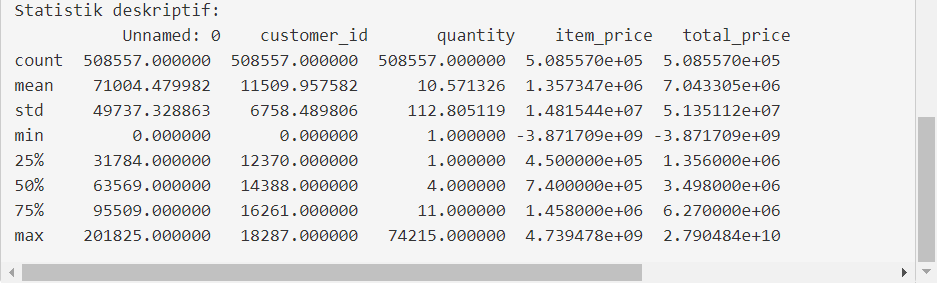 Statistik deskriptif:
Unnamed: 0 customer_id quantity item_price total_price
count 508557.000000 508557.000000 508557.000000 5.085570e+05 5.085570e+05
mean 71004.479982 11509.957582 10.571326 1.357347e+06 7.043305e+06
std 49737.328863 6758.489806 112.805119 1.481544e+07 5.135112e+07
min 0.000000 0.000000 1.000000 -3.871709e+09 -3.871709e+09
25% 31784.000000 12370.000000 1.000000 4.500000e+05 1.356000e+06
50% 63569.000000 14388.000000 4.000000 7.400000e+05 3.498000e+06
75% 95509.000000 16261.000000 11.000000 1.458000e+06 6.270000e+06
max 201825.000000 18287.000000 74215.000000 4.739478e+09 2.790484e+10